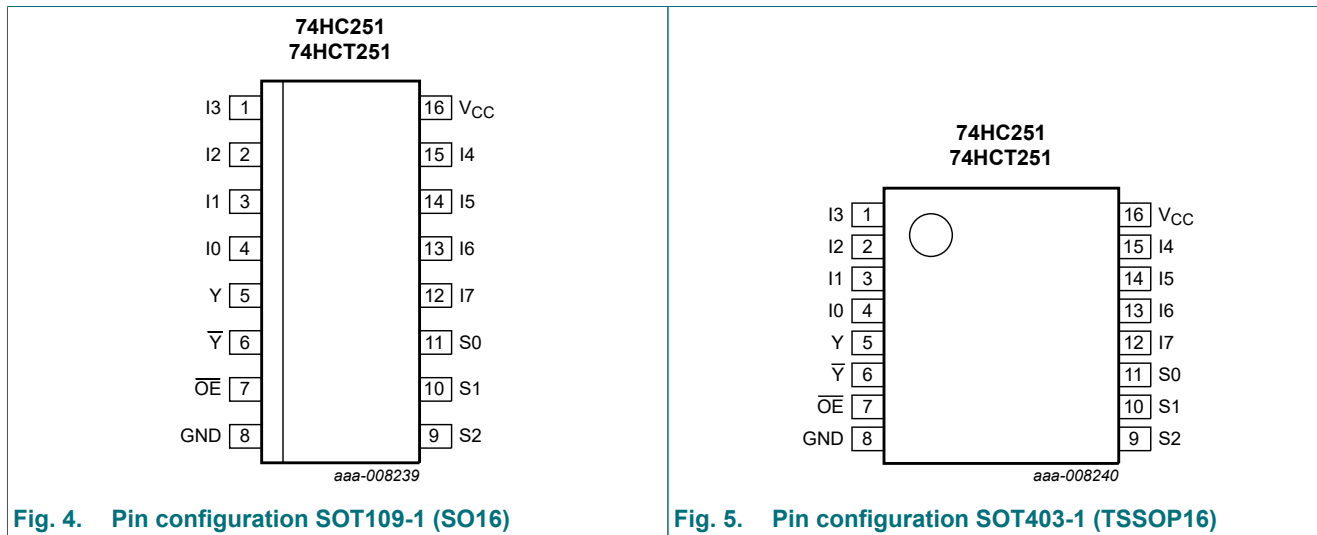 74HC251
74HCT251
I3 1 16 VCC
I2 2 15 I4
I1 3 14 I5
I0 4 13 I6
Y 5 12 I7
Y̅ 6 11 S0
O̅E̅ 7 10 S1
GND 8 9 S2
aaa-008239
Fig. 4. Pin configuration SOT109-1 (SO16)
74HC251
74HCT251
I3 1 16 VCC
I2 2 15 I4
I1 3 14 I5
I0 4 13 I6
Y 5 12 I7
Y̅ 6 11 S0
O̅E̅ 7 10 S1
GND 8 9 S2
aaa-008240
Fig. 5. Pin configuration SOT403-1 (TSSOP16)